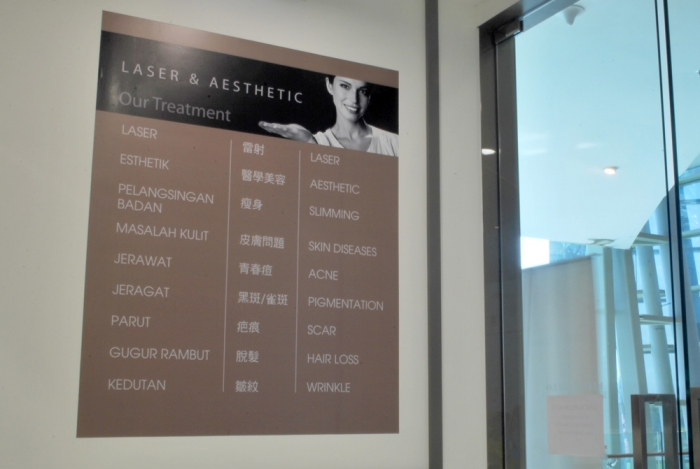 LASER & AESTHETIC
Our Treatment
LASER
ESTHETIK
PELANGSINGAN
BADAN
MASALAH KULIT
JERAWAT
JERAGAT
PARUT
GUGUR RAMBUT
KEDUTAN
雷射
醫學美容
瘦身
皮膚問題
青春痘
黑斑/雀斑
疤痕
脫髮
皺紋
LASER
AESTHETIC
SLIMMING
SKIN DISEASES
ACNE
PIGMENTATION
SCAR
HAIR LOSS
WRINKLE